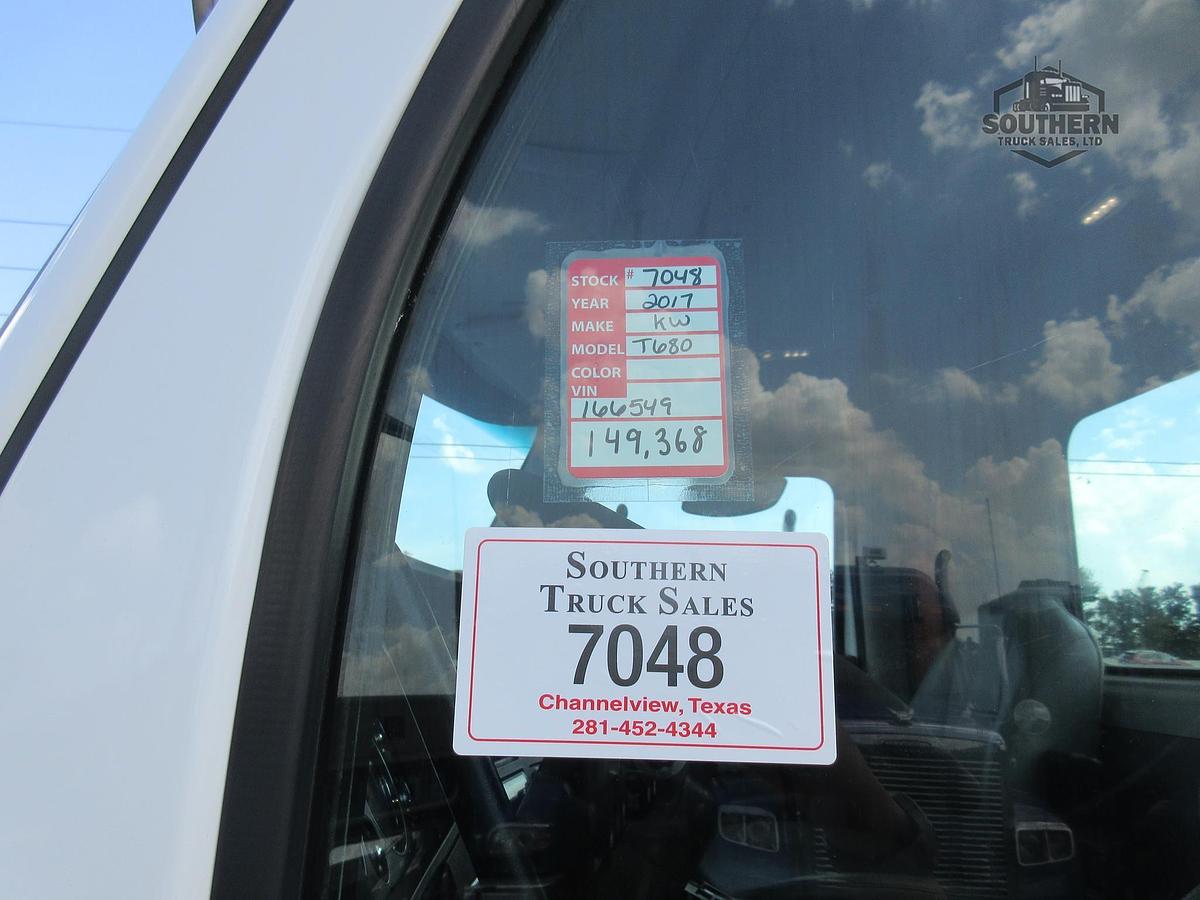 SOUTHERN
TRUCK SALES, LTD
STOCK # 7048
YEAR 2017
MAKE KW
MODEL T680
COLOR
VIN
166549
149,368
SOUTHERN
TRUCK SALES
7048
Channelview, Texas
281-452-4344